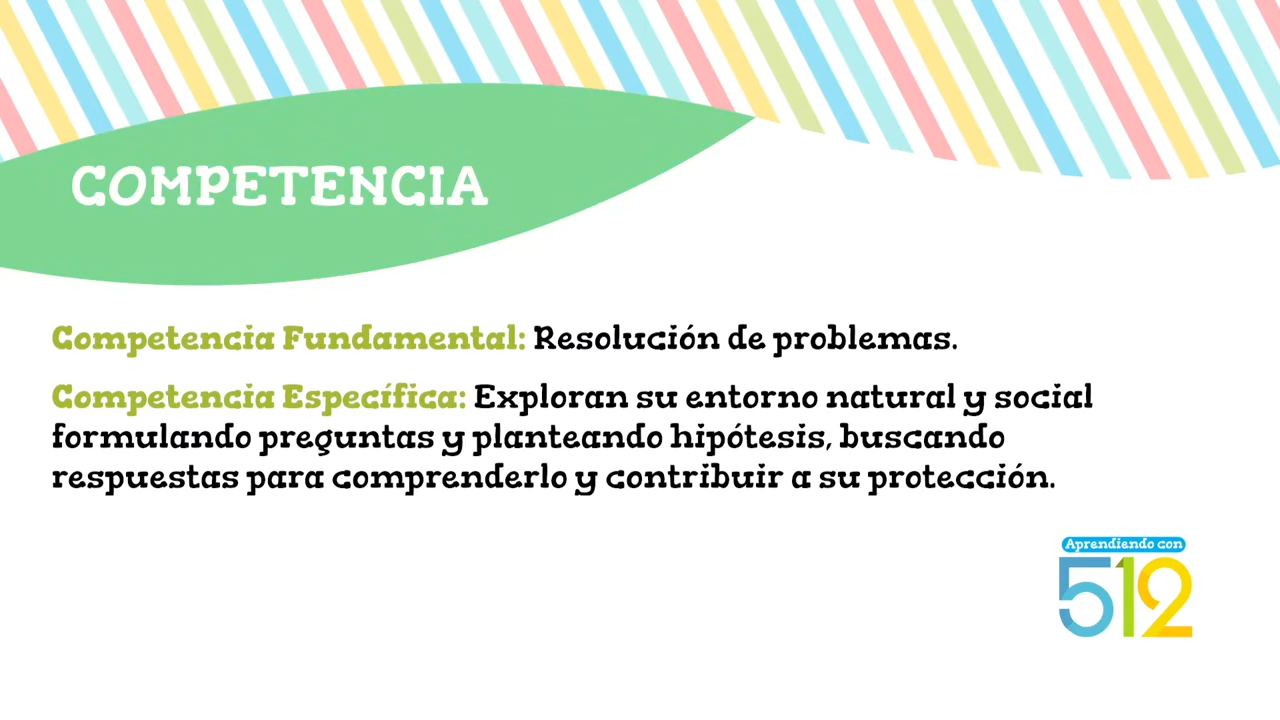 COMPETENCIA
Competencia Fundamental: Resolución de problemas.
Competencia Específica: Exploran su entorno natural y social
formulando preguntas y planteando hipótesis, buscando
respuestas para comprenderlo y contribuir a su protección.
Aprendiendo con
512